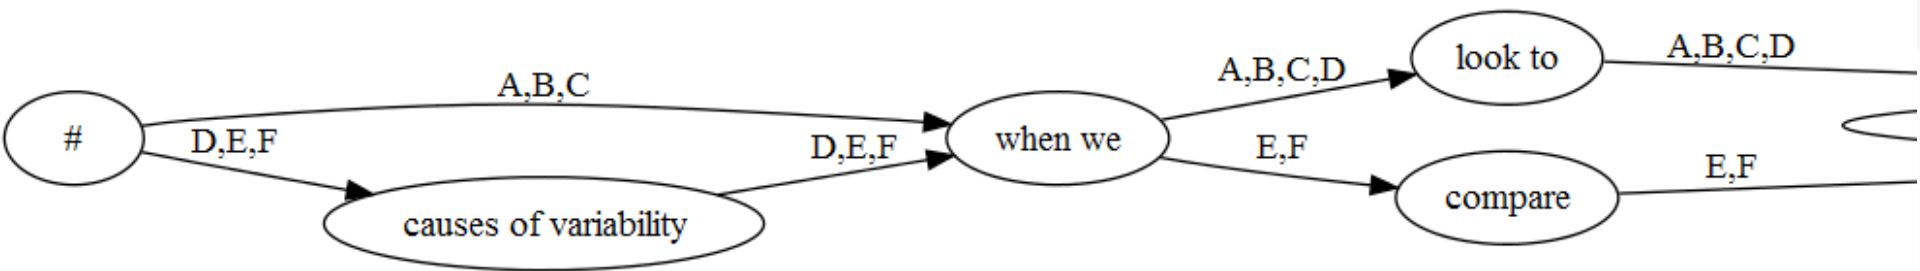 #
A,B,C
D,E,F
causes of variability
D,E,F
when we
A,B,C,D
E,F
look to
compare
A,B,C,D
E,F